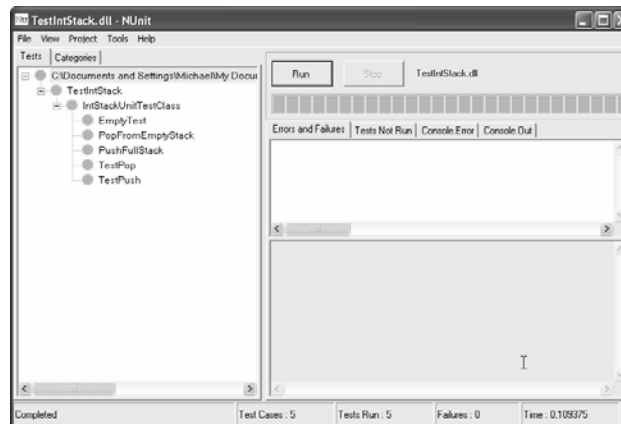 TestIntStack.dll - NUnit
File View Project Tools Help
Tests Categories
C:\Documents and Settings\Michael\My Docui
TestIntStack
IntStackUnitTestClass
EmptyTest
PopFromEmptyStack
PushFullStack
TestPop
TestPush
Run Stop TestIntStack.dll
Errors and Failures Tests Not Run Console.Error Console.Out
Completed Test Cases : 5 Tests Run : 5 Failures : 0 Time : 0.109375